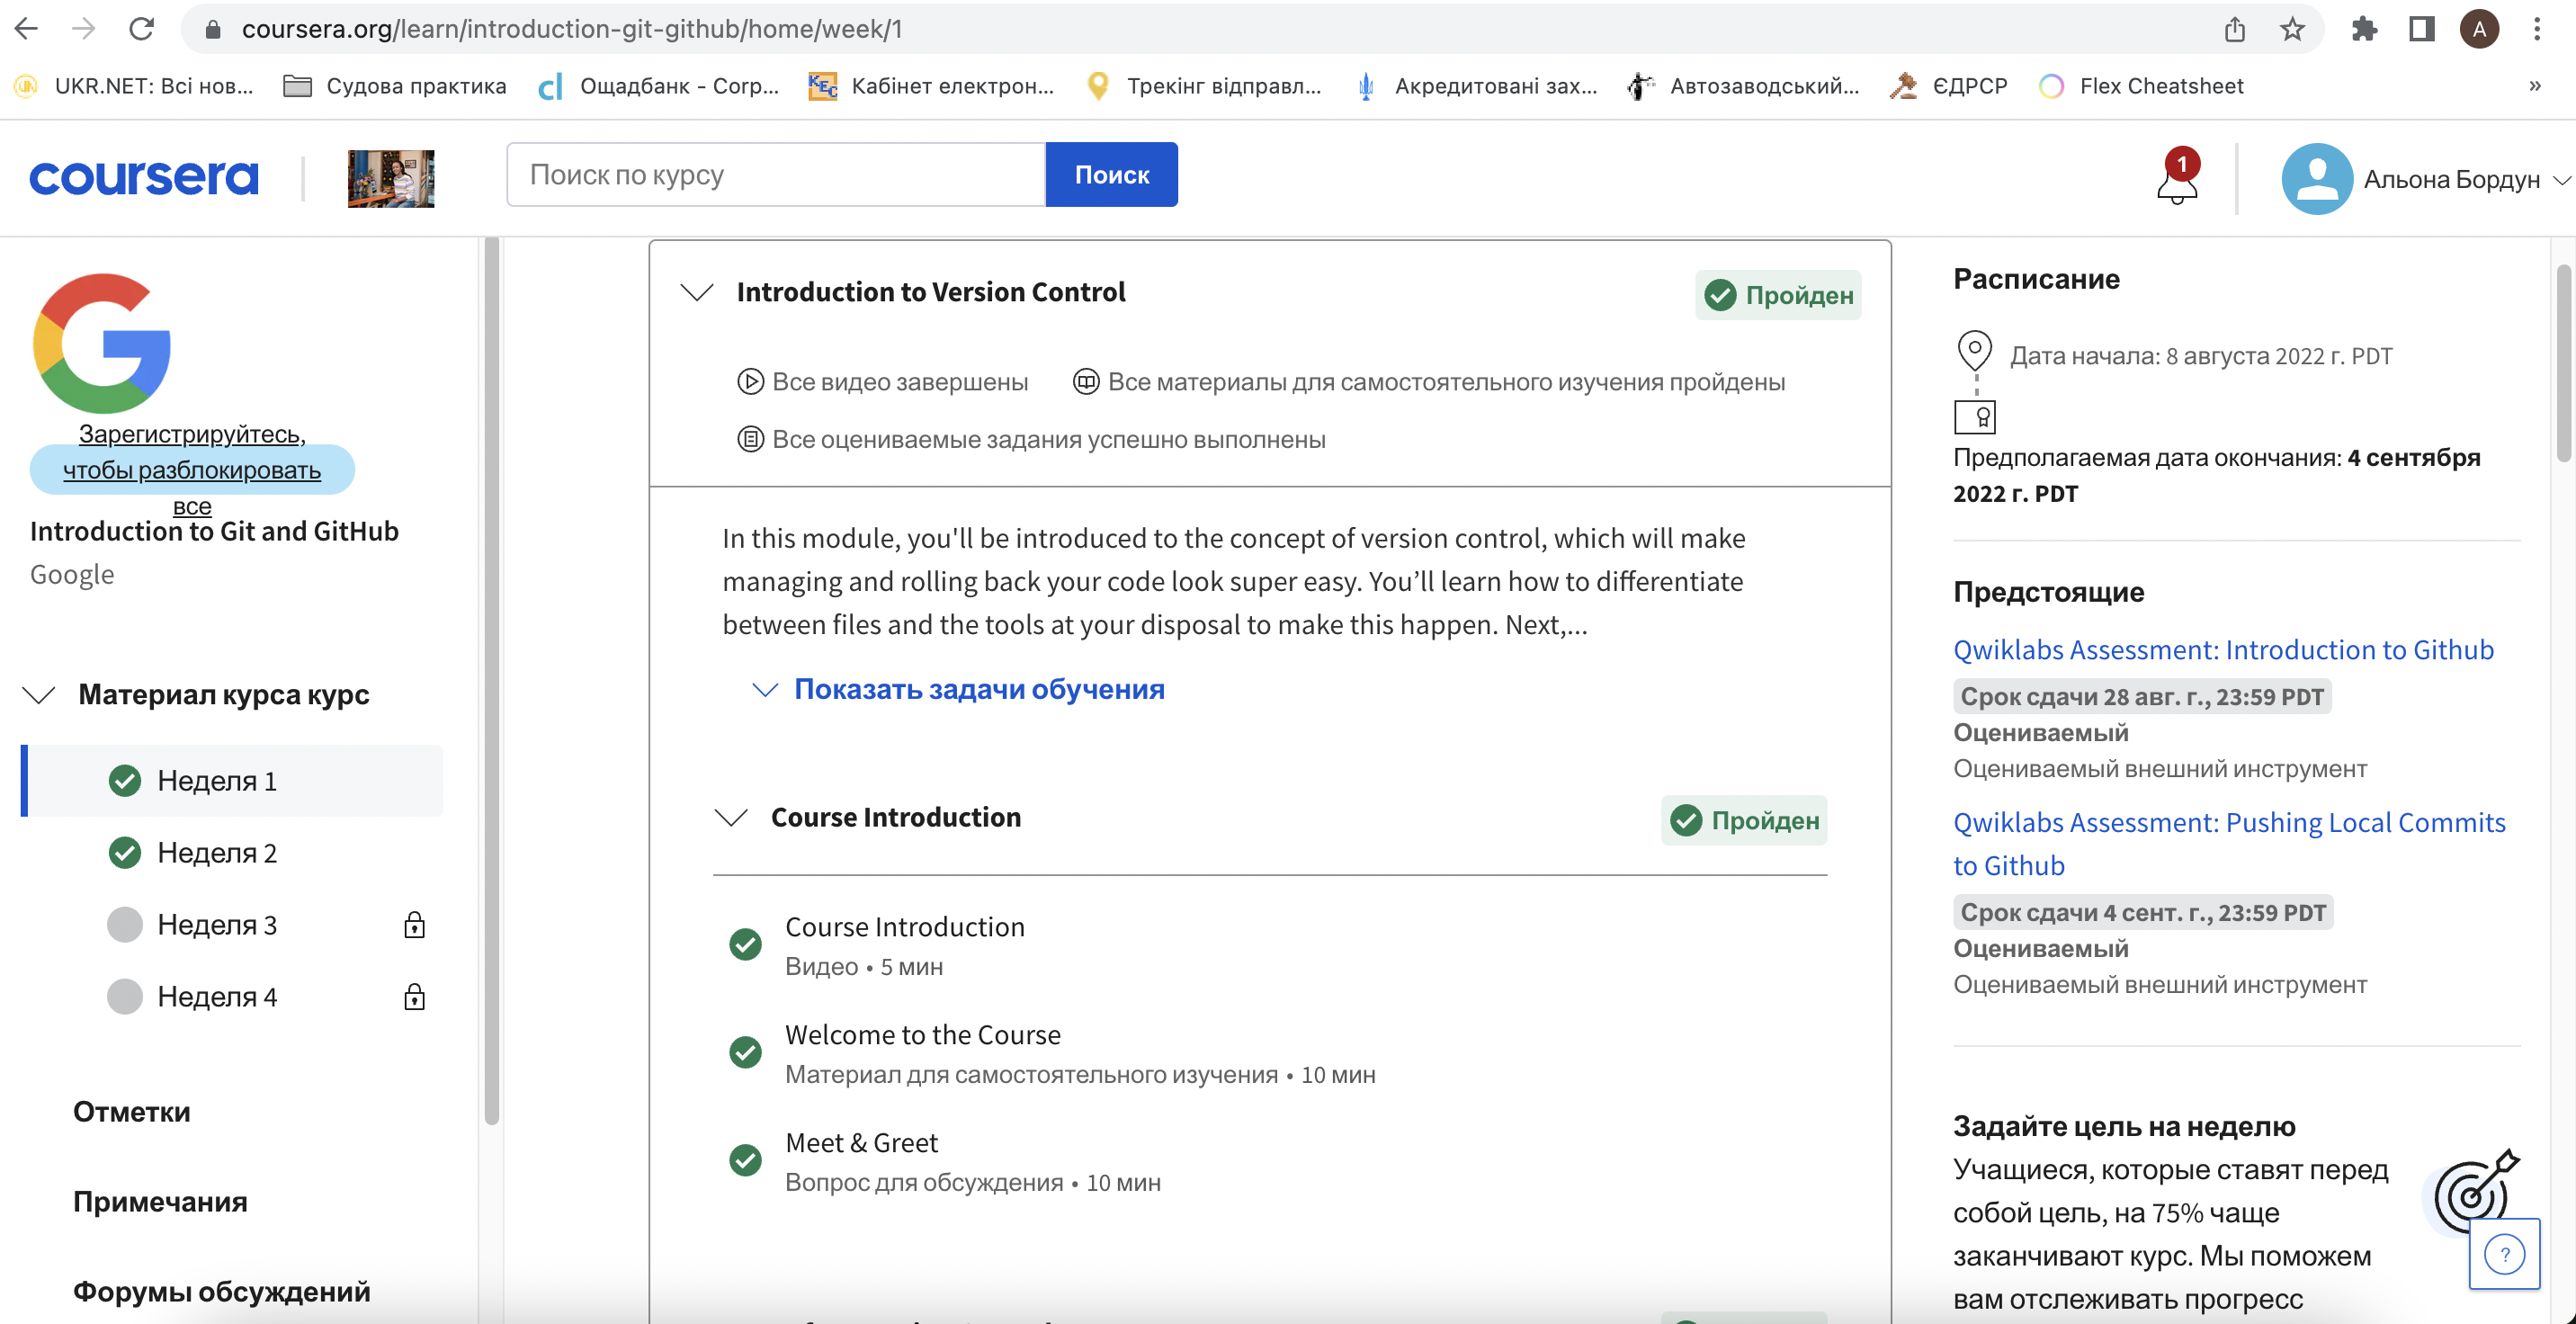 coursera.org/learn/introduction-git-github/home/week/1
A
UKR.NET: Всі нов...
Судова практика
Ощадбанк - Corp...
Кабінет електрон...
Трекінг відправл...
Акредитовані зах...
Автозаводський...
ЄДРСР
Flex Cheatsheet
»
coursera
Поиск по курсу
Поиск
1
Альона Бордун
Зарегистрируйтесь,
чтобы разблокировать
все
Introduction to Git and GitHub
Google
Материал курса курс
Неделя 1
Неделя 2
Неделя 3
Неделя 4
Отметки
Примечания
Форумы обсуждений
Introduction to Version Control
Пройден
Все видео завершены
Все материалы для самостоятельного изучения пройдены
Все оцениваемые задания успешно выполнены
In this module, you'll be introduced to the concept of version control, which will make
managing and rolling back your code look super easy. You’ll learn how to differentiate
between files and the tools at your disposal to make this happen. Next,...
Показать задачи обучения
Course Introduction
Пройден
Course Introduction
Видео • 5 мин
Welcome to the Course
Материал для самостоятельного изучения • 10 мин
Meet & Greet
Вопрос для обсуждения • 10 мин
Расписание
Дата начала: 8 августа 2022 г. PDT
Предполагаемая дата окончания: 4 сентября
2022 г. PDT
Предстоящие
Qwiklabs Assessment: Introduction to Github
Срок сдачи 28 авг. г., 23:59 PDT
Оцениваемый
Оцениваемый внешний инструмент
Qwiklabs Assessment: Pushing Local Commits
to Github
Срок сдачи 4 сент. г., 23:59 PDT
Оцениваемый
Оцениваемый внешний инструмент
Задайте цель на неделю
Учащиеся, которые ставят перед
собой цель, на 75% чаще
заканчивают курс. Мы поможем
вам отслеживать прогресс
?